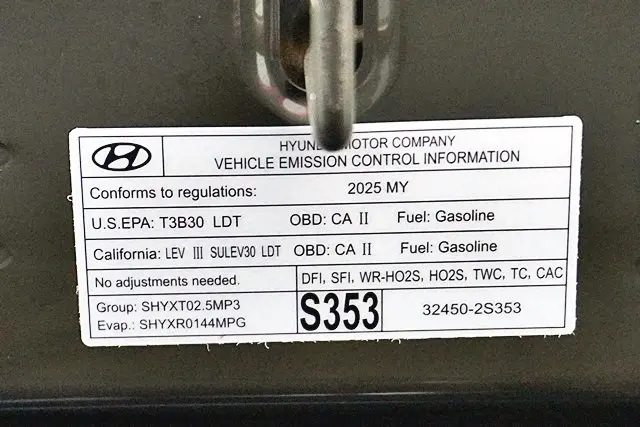 HYUNDAI MOTOR COMPANY
VEHICLE EMISSION CONTROL INFORMATION
Conforms to regulations: 2025 MY
U.S.EPA: T3B30 LDT OBD: CA II Fuel: Gasoline
California: LEV III SULEV30 LDT OBD: CA II Fuel: Gasoline
No adjustments needed. DFI, SFI, WR-HO2S, HO2S, TWC, TC, CAC
Group: SHYXT02.5MP3
Evap.: SHYXR0144MPG
S353
32450-2S353